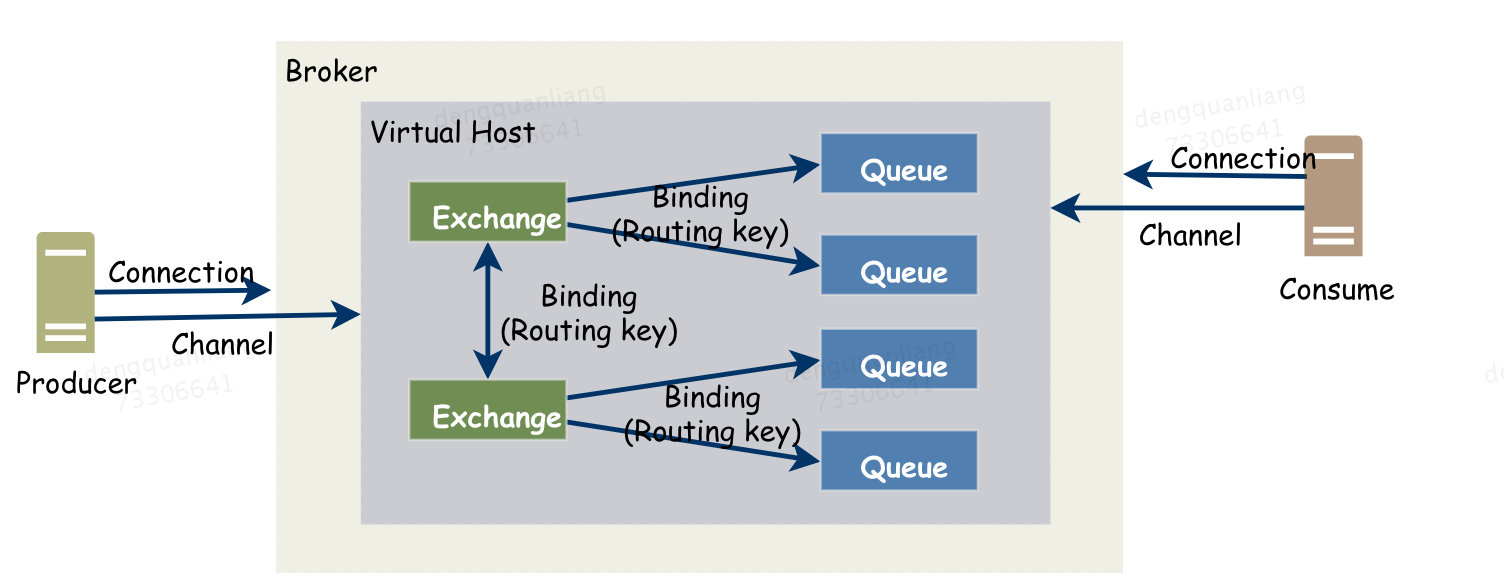 Broker
dengquanliang
73306641
Virtual Host
Queue
Exchange
Binding
(Routing key)
Queue
Binding
(Routing key)
Queue
Exchange
Binding
(Routing key)
Queue
Connection
Channel
Producer
dengquanliang
73306641
dengquanliang
73306641
dengquanliang
73306641
Connection
Channel
Consume
de